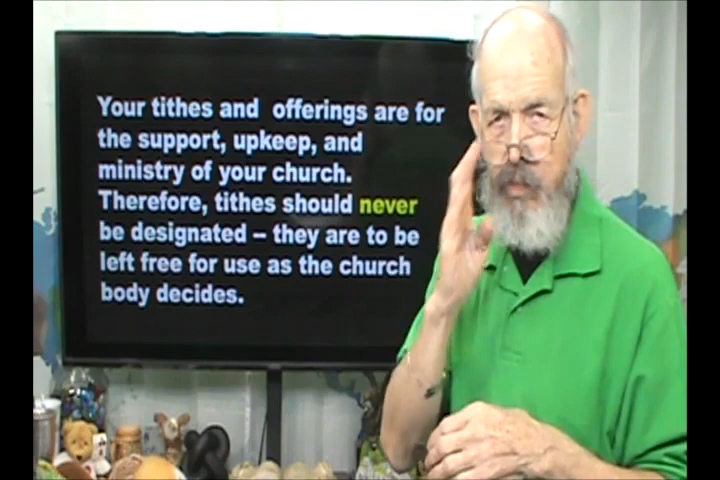 Your tithes and offerings are for
the support, upkeep, and
ministry of your church.
Therefore, tithes should never
be designated – they are to be
left free for use as the church
body decides.